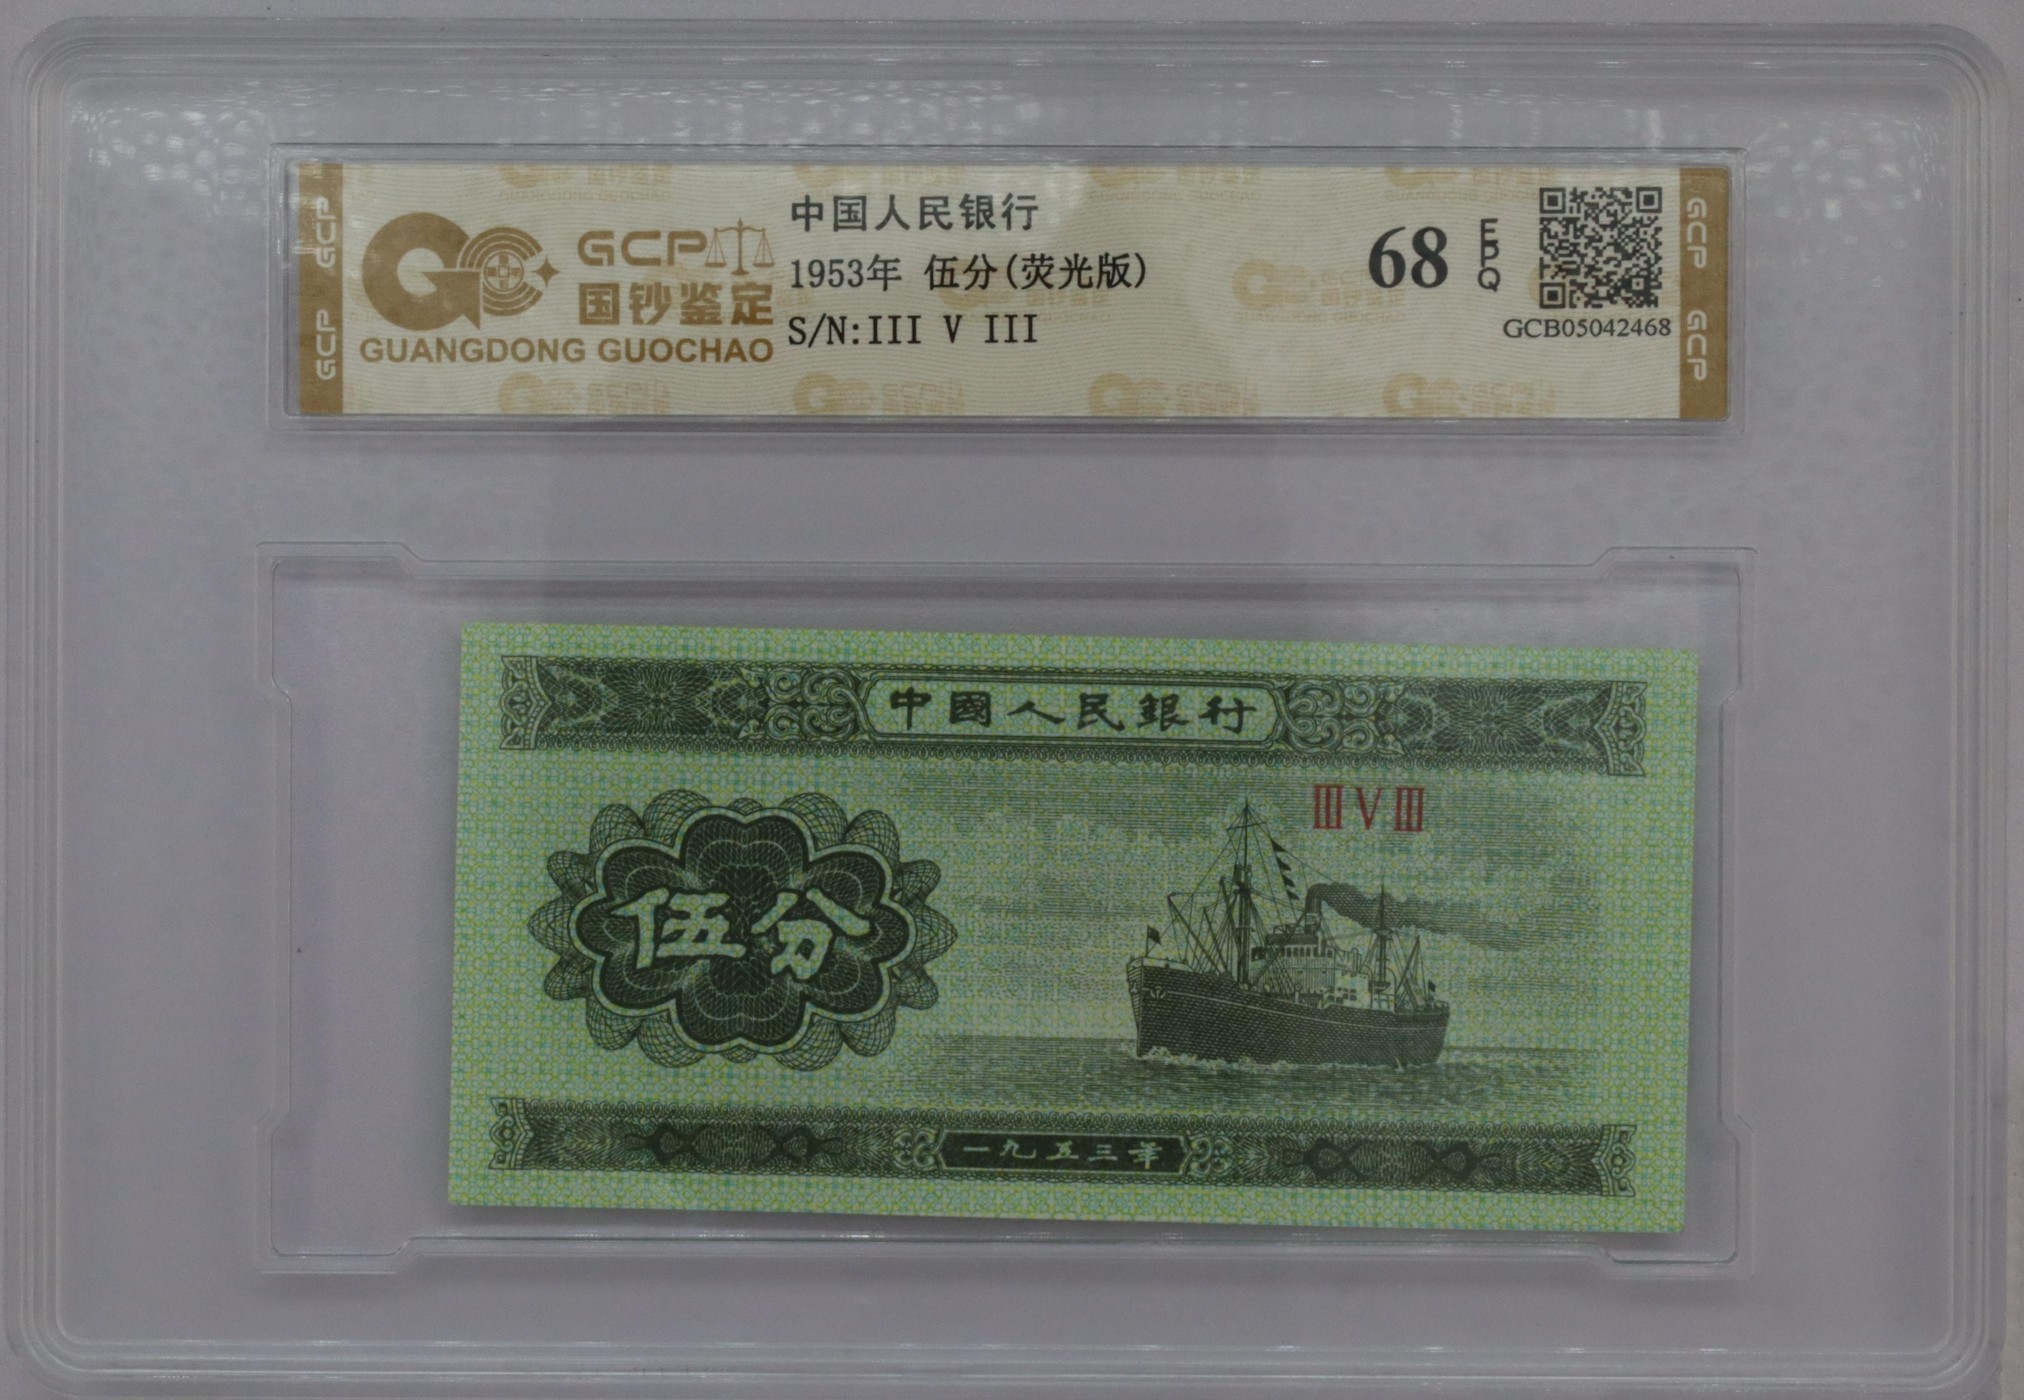 GCP
GCP
GCP
国钞鉴定
GUANGDONG GUOCHAO
中国人民银行
1953年 伍分(荧光版)
S/N:III V III
68
EPQ
GCB05042468
GCP
GCP
中國人民銀行
III V III
伍分
一九五三年